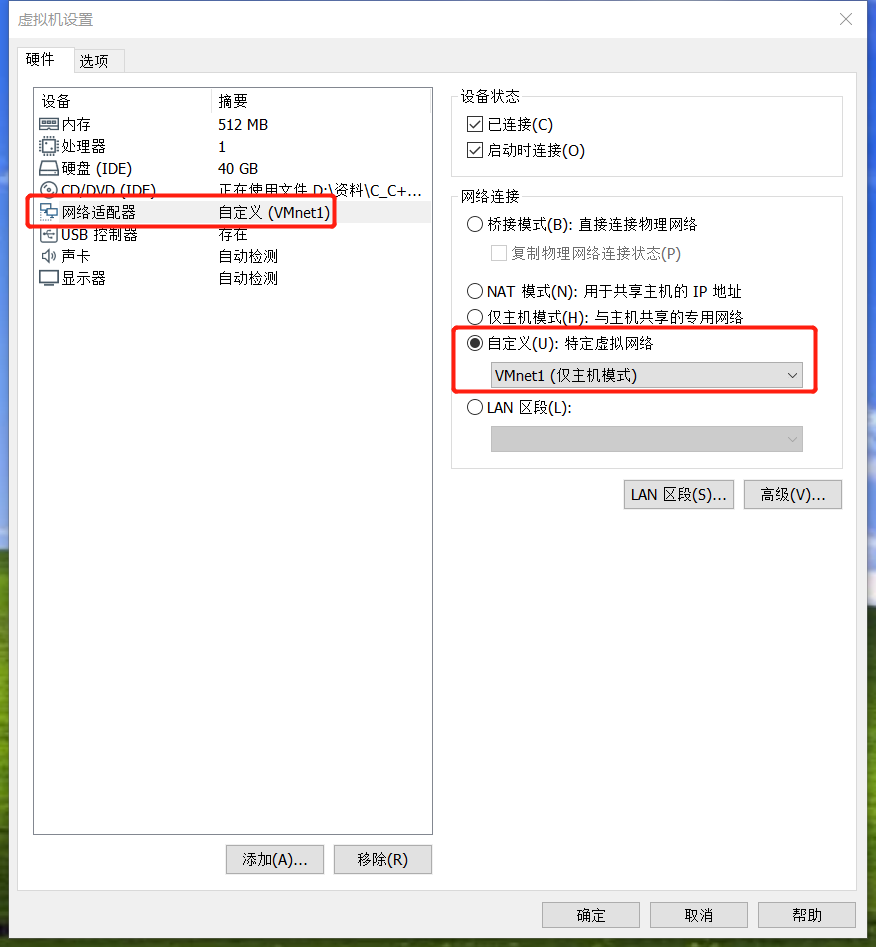 虚拟机设置
硬件 选项
设备 摘要
内存 512 MB
处理器 1
硬盘 (IDE) 40 GB
CD/DVD (IDE) 正在使用文件 D:\资料\C_C+...
网络适配器 自定义 (VMnet1)
USB 控制器 存在
声卡 自动检测
显示器 自动检测
添加(A)... 移除(R)
设备状态
已连接(C)
启动时连接(O)
网络连接
桥接模式(B): 直接连接物理网络
复制物理网络连接状态(P)
NAT 模式(N): 用于共享主机的 IP 地址
仅主机模式(H): 与主机共享的专用网络
自定义(U): 特定虚拟网络
VMnet1 (仅主机模式)
LAN 区段(L):
LAN 区段(S)... 高级(V)...
确定 取消 帮助